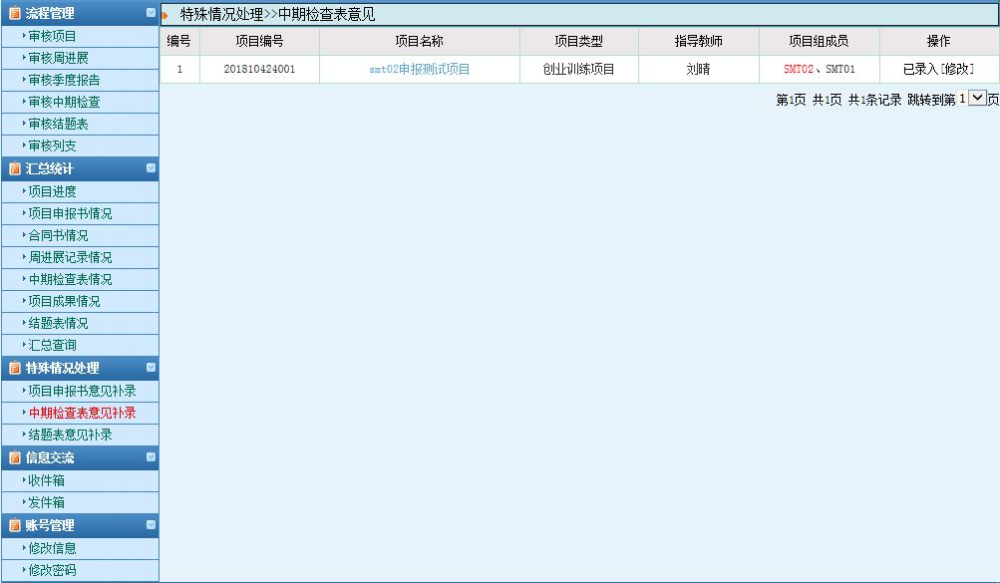 流程管理
审核项目
审核周进展
审核季度报告
审核中期检查
审核结题表
审核列支
汇总统计
项目进度
项目申报书情况
合同书情况
周进展记录情况
中期检查表情况
项目成果情况
结题表情况
汇总查询
特殊情况处理
项目申报书意见补录
中期检查表意见补录
结题表意见补录
信息交流
收件箱
发件箱
账号管理
修改信息
修改密码
特殊情况处理>>中期检查表意见
编号 项目编号 项目名称 项目类型 指导教师 项目组成员 操作
1 201810424001 smt02申报测试项目 创业训练项目 刘晴 SMT02、SMT01 已录入[修改]
第1页 共1页 共1条记录 跳转到第 1 页